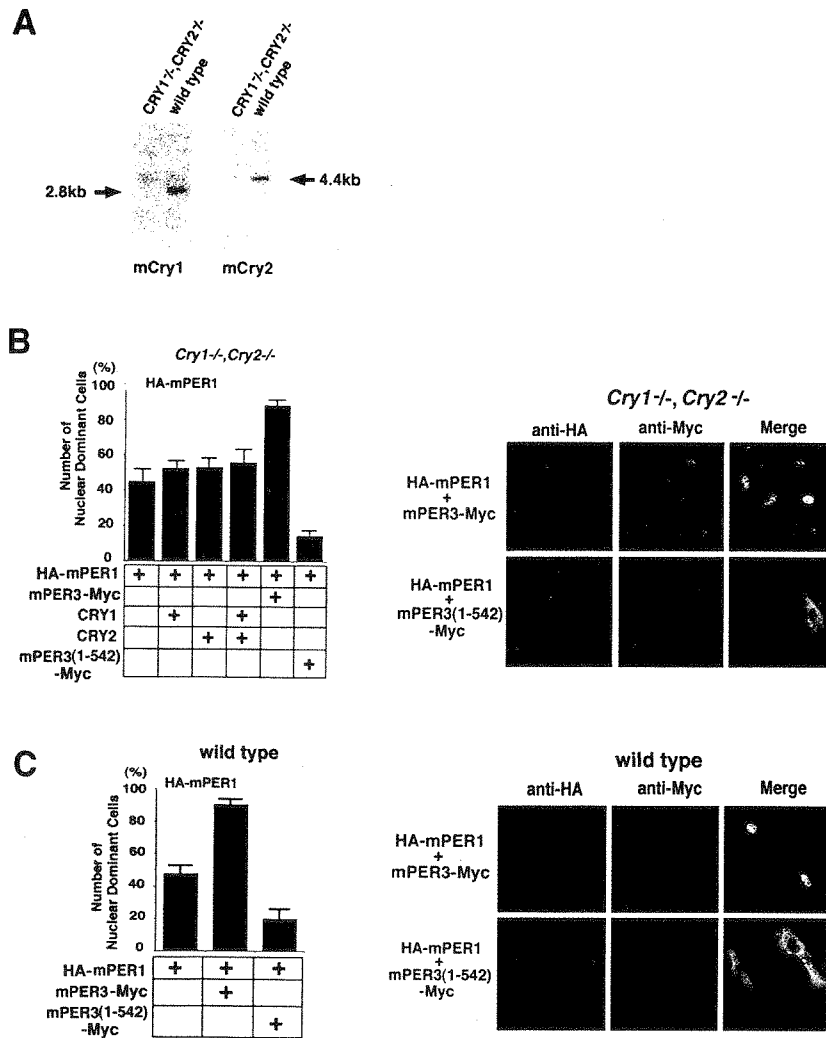 A
CRY1-/-,CRY2-/-
wild type
CRY1-/-,CRY2-/-
wild type
2.8kb
4.4kb
mCry1
mCry2
B
Cry1-/-,Cry2-/-
(%)
HA-mPER1
100
80
60
40
20
0
Number of
Nuclear Dominant Cells
HA-mPER1 + + + + + +
mPER3-Myc +
CRY1 + +
CRY2 + +
mPER3(1-542)
-Myc +
Cry1-/-, Cry2-/-
anti-HA anti-Myc Merge
HA-mPER1
+
mPER3-Myc
HA-mPER1
+
mPER3(1-542)
-Myc
C
wild type
(%)
HA-mPER1
100
80
60
40
20
0
Number of
Nuclear Dominant Cells
HA-mPER1 + + +
mPER3-Myc +
mPER3(1-542)
-Myc +
wild type
anti-HA anti-Myc Merge
HA-mPER1
+
mPER3-Myc
HA-mPER1
+
mPER3(1-542)
-Myc